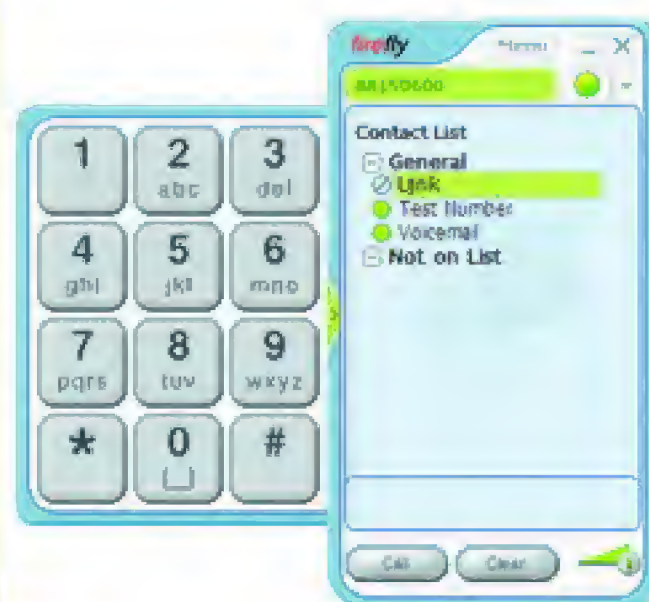 firefly Menu
Contact List
General
Test Number
Voicemail
Not on List
1 2 3
abc def
4 5 6
ghi jkl mno
7 8 9
pqrs tuv wxyz
* 0 #
Call Clear